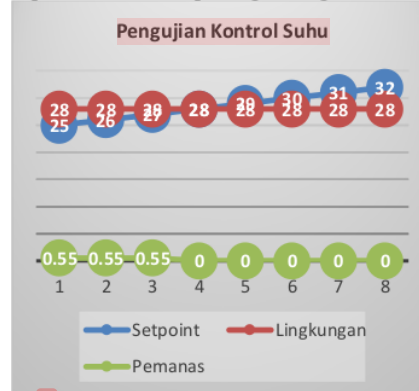 Pengujian Kontrol Suhu
28 28 28 28 28 28 28 28
25 26 27 28 29 30 31 32
0.55 0.55 0.55 0 0 0 0 0
1 2 3 4 5 6 7 8
Setpoint Lingkungan
Pemanas